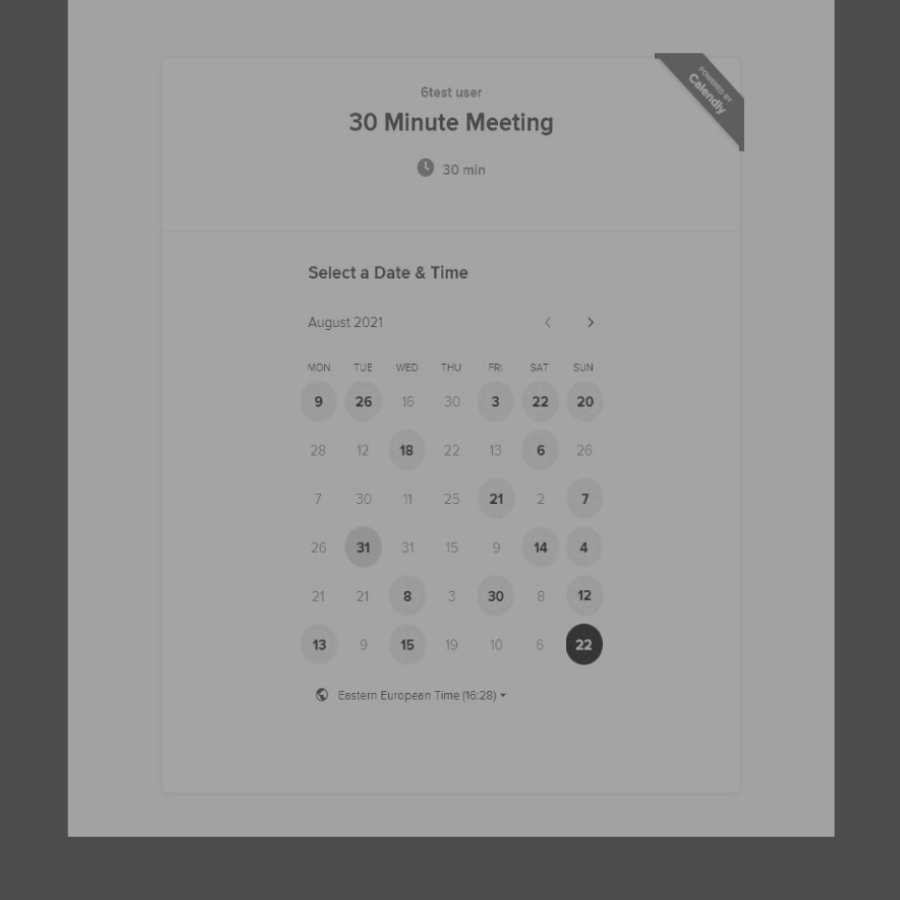 POWERED BY
Calendly
6test user
30 Minute Meeting
30 min
Select a Date & Time
August 2021
MON TUE WED THU FRI SAT SUN
9 26 16 30 3 22 20
28 12 18 22 13 6 26
7 30 11 25 21 2 7
26 31 31 15 9 14 4
21 21 8 3 30 8 12
13 9 15 19 10 6 22
Eastern European Time (16:28)